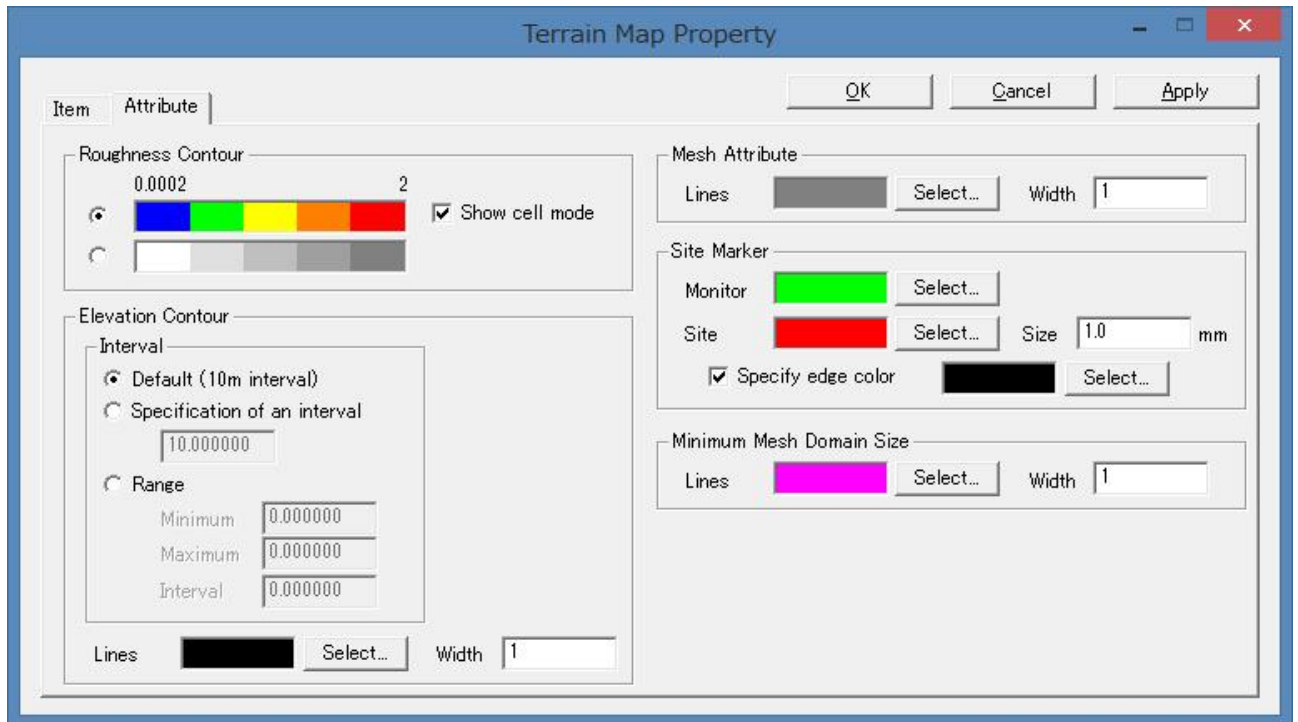 Terrain Map Property
OK Cancel Apply
Item Attribute
Roughness Contour
0.0002 2
Show cell mode
Elevation Contour
Interval
Default (10m interval)
Specification of an interval
10.000000
Range
Minimum 0.000000
Maximum 0.000000
Interval 0.000000
Lines Select... Width 1
Mesh Attribute
Lines Select... Width 1
Site Marker
Monitor Select...
Site Select... Size 1.0 mm
Specify edge color Select...
Minimum Mesh Domain Size
Lines Select... Width 1